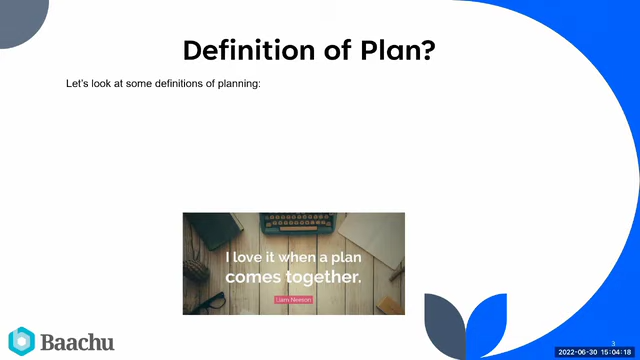 Definition of Plan?
Let's look at some definitions of planning:
I love it when a plan
comes together.
Liam Neeson
Baachu
3
2022-06-30 15:04:18